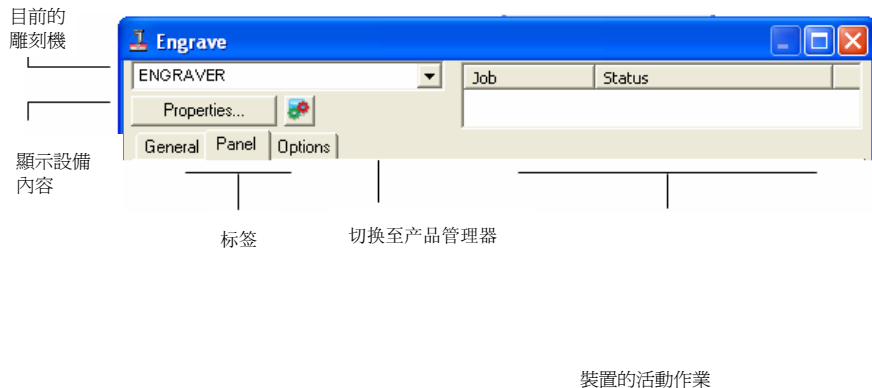 目前的
雕刻機
Engrave
ENGRAVER
Job Status
Properties...
General Panel Options
顯示設備
內容
标签
切换至产品管理器
裝置的活動作業